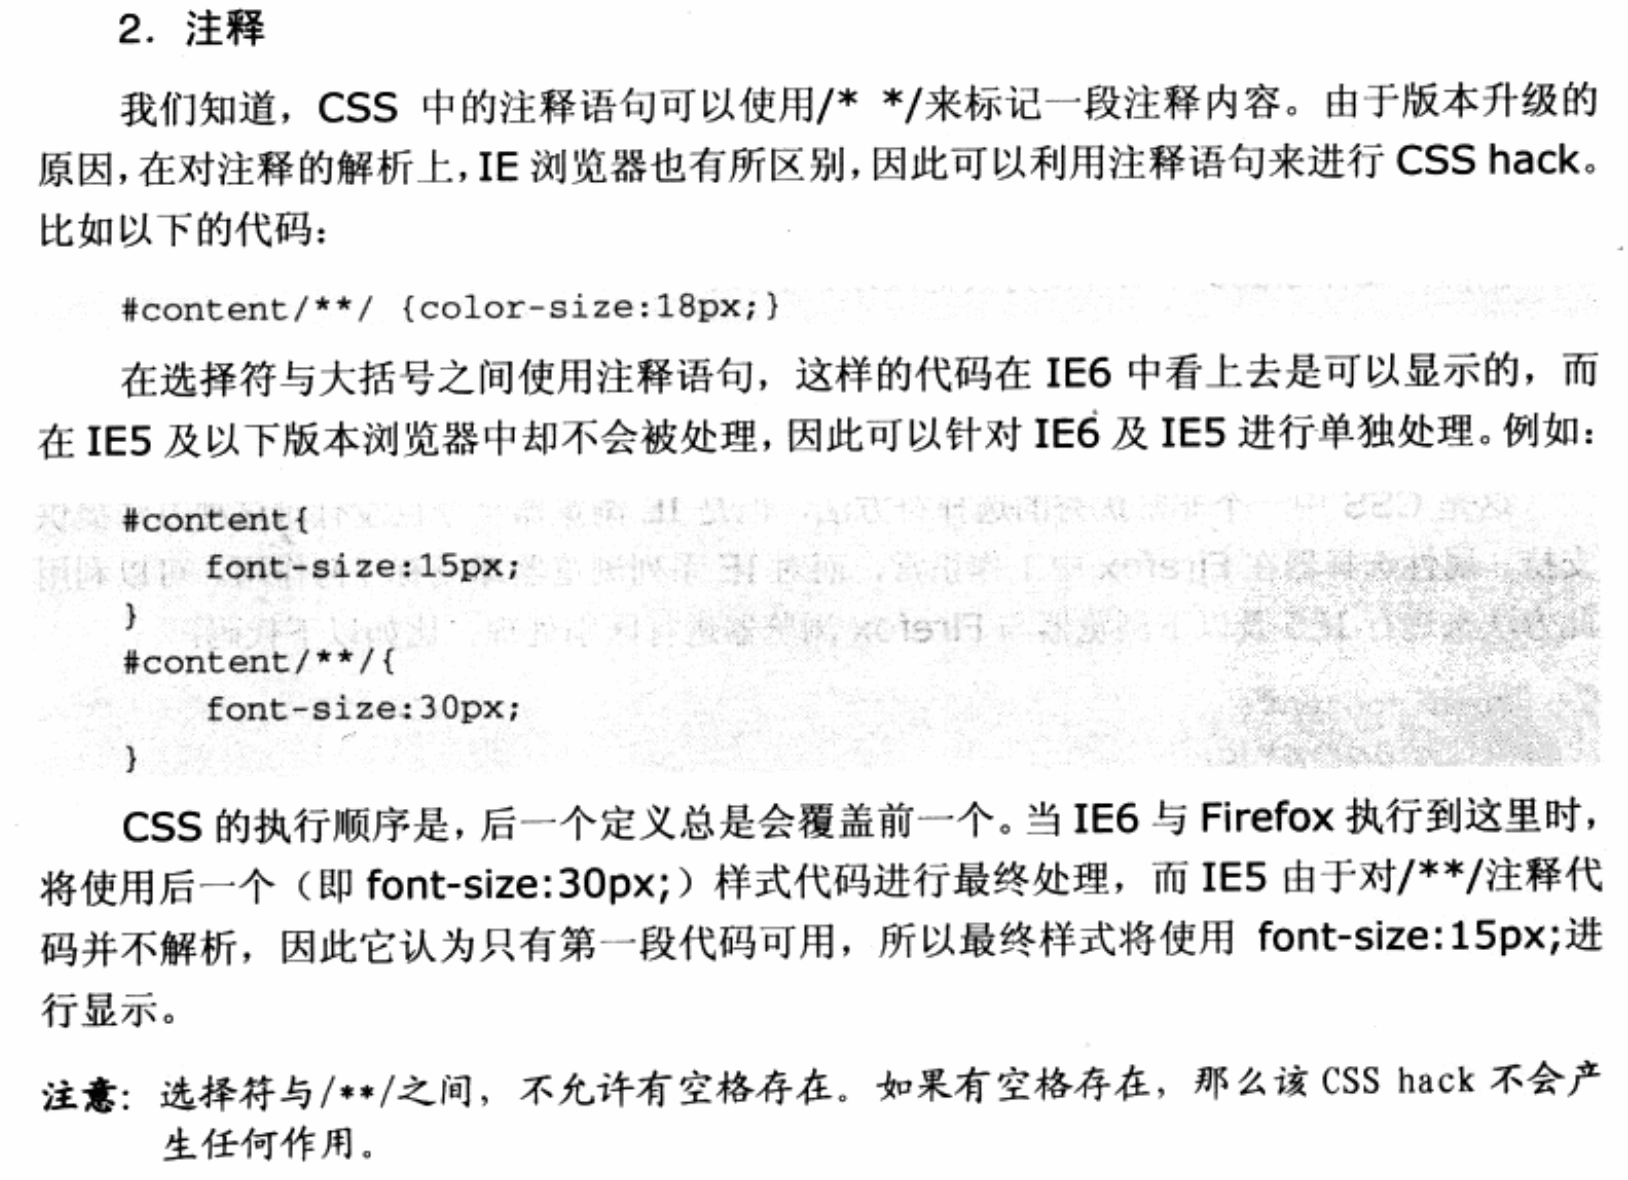 2. 注释
我们知道，CSS 中的注释语句可以使用/* */来标记一段注释内容。由于版本升级的
原因，在对注释的解析上，IE 浏览器也有所区别，因此可以利用注释语句来进行 CSS hack。
比如以下的代码：
#content/**/ {color-size:18px;}
在选择符与大括号之间使用注释语句，这样的代码在 IE6 中看上去是可以显示的，而
在 IE5 及以下版本浏览器中却不会被处理，因此可以针对 IE6 及 IE5 进行单独处理。例如：
#content{
font-size:15px;
}
#content/**/{
font-size:30px;
}
CSS 的执行顺序是，后一个定义总是会覆盖前一个。当 IE6 与 Firefox 执行到这里时，
将使用后一个（即 font-size:30px;）样式代码进行最终处理，而 IE5 由于对/**/注释代
码并不解析，因此它认为只有第一段代码可用，所以最终样式将使用 font-size:15px;进
行显示。
注意：选择符与/**/之间，不允许有空格存在。如果有空格存在，那么该 CSS hack 不会产
生任何作用。